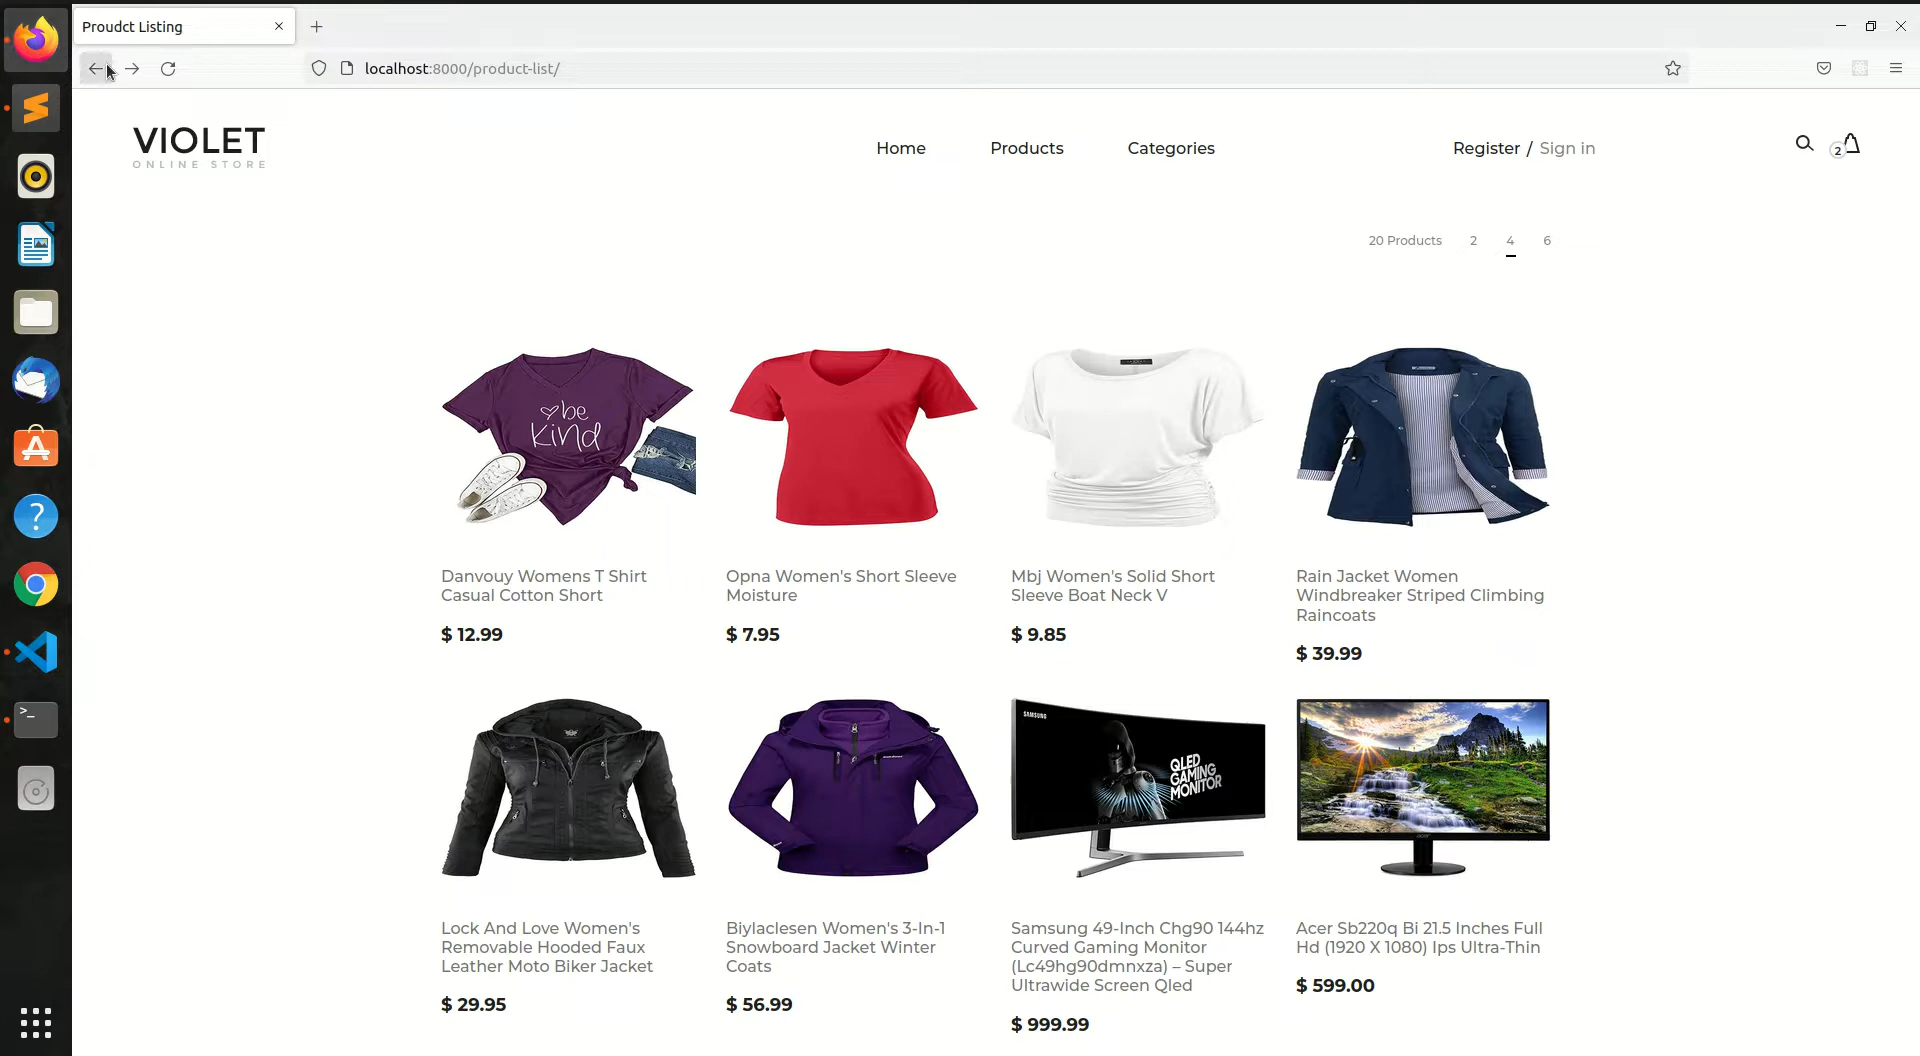 Proudct Listing
localhost:8000/product-list/
VIOLET
ONLINE STORE
Home
Products
Categories
Register / Sign in
2
20 Products
2
4
6
be
kind
Danvouy Womens T Shirt
Casual Cotton Short
$ 12.99
Opna Women's Short Sleeve
Moisture
$ 7.95
Mbj Women's Solid Short
Sleeve Boat Neck V
$ 9.85
Rain Jacket Women
Windbreaker Striped Climbing
Raincoats
$ 39.99
SAMSUNG
QLED
GAMING
MONITOR
acer
Lock And Love Women's
Removable Hooded Faux
Leather Moto Biker Jacket
$ 29.95
Biylaclesen Women's 3-In-1
Snowboard Jacket Winter
Coats
$ 56.99
Samsung 49-Inch Chg90 144hz
Curved Gaming Monitor
(Lc49hg90dmnxza) – Super
Ultrawide Screen Qled
$ 999.99
Acer Sb220q Bi 21.5 Inches Full
Hd (1920 X 1080) Ips Ultra-Thin
$ 599.00